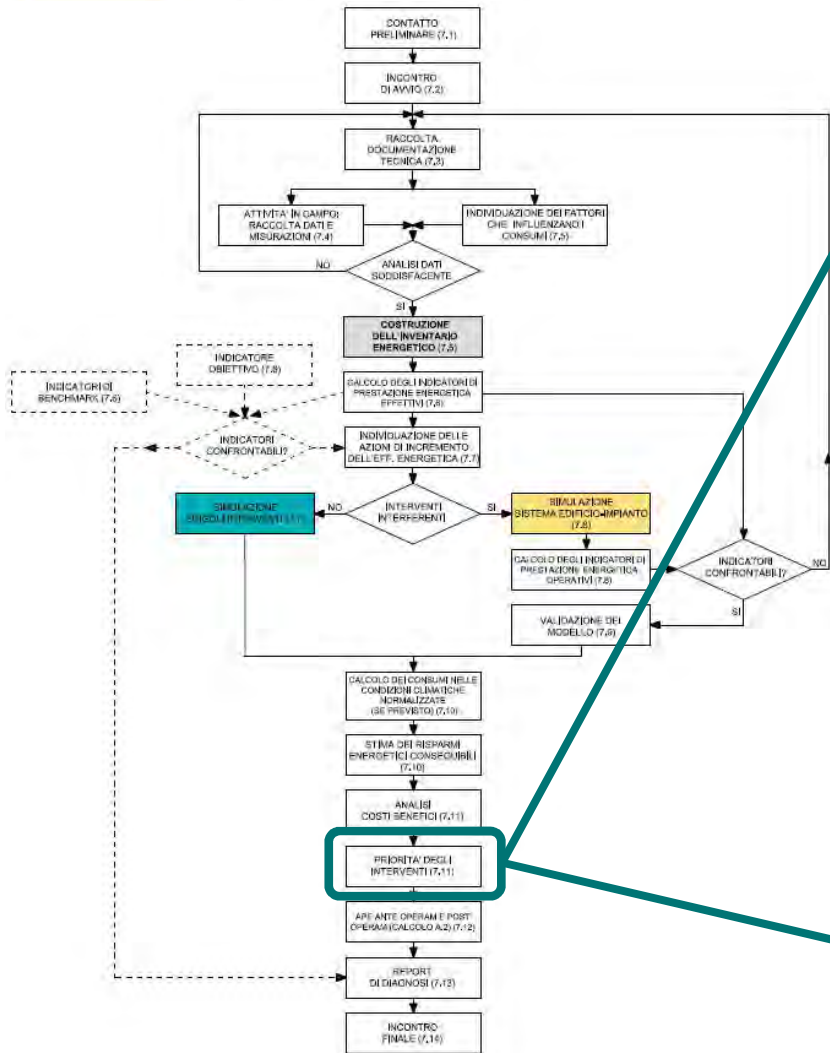 CONTATTO
PRELIMINARE (7.1)
INCONTRO
DI AVVIO (7.2)
RACCOLTA
DOCUMENTAZIONE
TECNICA (7.3)
ATTIVITA' IN CAMPO:
RACCOLTA DATI E
MISURAZIONI (7.4)
INDIVIDUAZIONE DEI FATTORI
CHE INFLUENZANO I
CONSUMI (7.5)
NO
ANALISI DATI
SODDISFACENTE
SI
COSTRUZIONE
DELL'INVENTARIO
ENERGETICO (7.5)
INDICATORE
OBIETTIVO (7.8)
INDICATORI DI
BENCHMARK (7.6)
CALCOLO DEGLI INDICATORI DI
PRESTAZIONE ENERGETICA
EFFETTIVI (7.6)
INDICATORI
CONFRONTABILI?
INDIVIDUAZIONE DELLE
AZIONI DI INCREMENTO
DELL'EFF. ENERGETICA (7.7)
SIMULAZIONE
NO
INTERVENTI
INTERFERENTI
SI
SIMULAZIONE
SISTEMA EDIFICIO-IMPIANTO
(7.8)
CALCOLO DEGLI INDICATORI DI
PRESTAZIONE ENERGETICA
OPERATIVI (7.8)
INDICATORI
CONFRONTABILI?
NO
SI
VALIDAZIONE DEL
MODELLO (7.9)
CALCOLO DEI CONSUMI NELLE
CONDIZIONI CLIMATICHE
NORMALIZZATE
(SE PREVISTO) (7.10)
STIMA DEI RISPARMI
ENERGETICI CONSEGUIBILI
(7.10)
ANALISI
COSTI BENEFICI (7.11)
PRIORITA' DEGLI
INTERVENTI (7.11)
APE ANTE OPERAM E POST
OPERAM (CALCOLO A.2) (7.12)
REPORT
DI DIAGNOSI (7.13)
INCONTRO
FINALE (7.14)